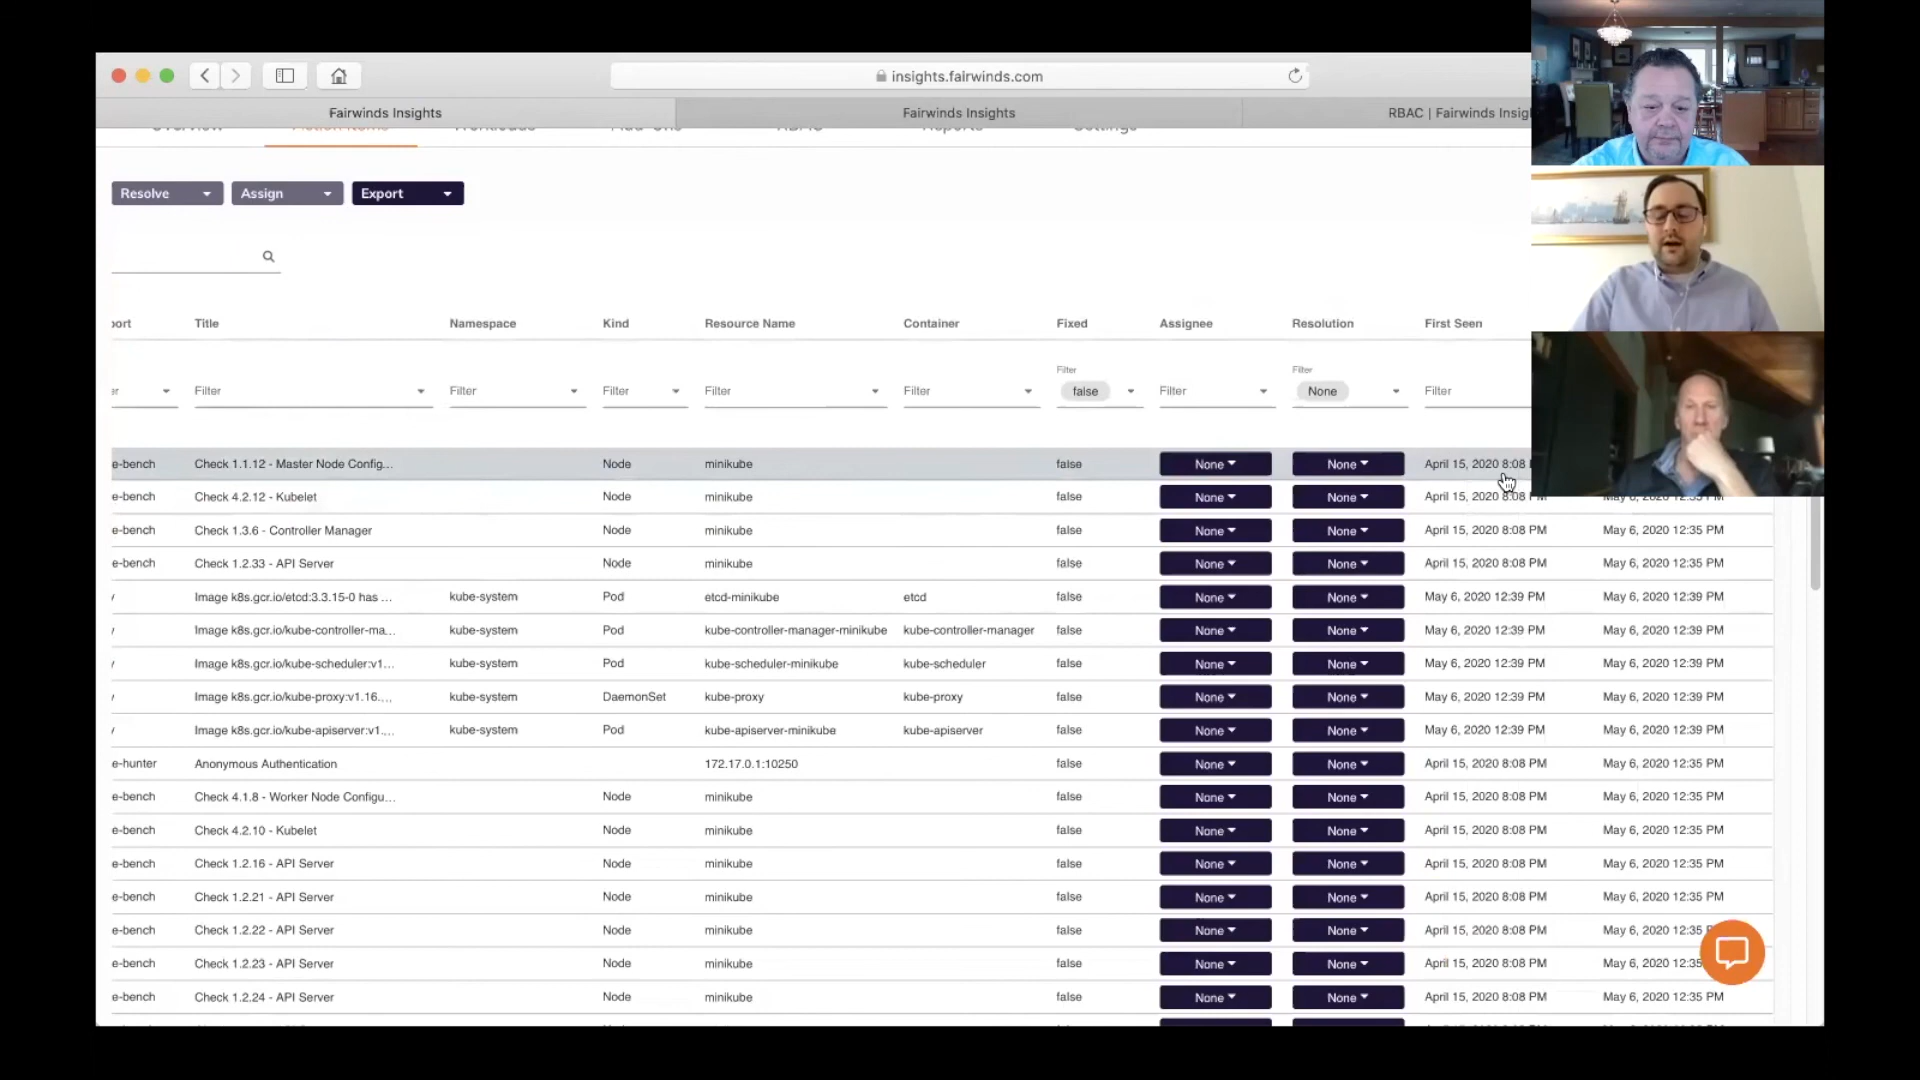 insights.fairwinds.com
Fairwinds Insights Fairwinds Insights RBAC | Fairwinds Insig
Overview Action Items Workloads Add-Ons RBAC Reports Settings
Resolve Assign Export
port Title Namespace Kind Resource Name Container Fixed Assignee Resolution First Seen
Filter Filter
er Filter Filter Filter Filter Filter false Filter None Filter
e-bench Check 1.1.12 - Master Node Config... Node minikube false None None April 15, 2020 8:08
e-bench Check 4.2.12 - Kubelet Node minikube false None None April 15, 2020 8:08 PM May 6, 2020 12:35 PM
e-bench Check 1.3.6 - Controller Manager Node minikube false None None April 15, 2020 8:08 PM May 6, 2020 12:35 PM
e-bench Check 1.2.33 - API Server Node minikube false None None April 15, 2020 8:08 PM May 6, 2020 12:35 PM
y Image k8s.gcr.io/etcd:3.3.15-0 has ... kube-system Pod etcd-minikube etcd false None None May 6, 2020 12:39 PM May 6, 2020 12:39 PM
y Image k8s.gcr.io/kube-controller-ma... kube-system Pod kube-controller-manager-minikube kube-controller-manager false None None May 6, 2020 12:39 PM May 6, 2020 12:39 PM
y Image k8s.gcr.io/kube-scheduler:v1... kube-system Pod kube-scheduler-minikube kube-scheduler false None None May 6, 2020 12:39 PM May 6, 2020 12:39 PM
y Image k8s.gcr.io/kube-proxy:v1.16.... kube-system DaemonSet kube-proxy kube-proxy false None None May 6, 2020 12:39 PM May 6, 2020 12:39 PM
y Image k8s.gcr.io/kube-apiserver:v1.... kube-system Pod kube-apiserver-minikube kube-apiserver false None None May 6, 2020 12:39 PM May 6, 2020 12:39 PM
e-hunter Anonymous Authentication 172.17.0.1:10250 false None None April 15, 2020 8:08 PM May 6, 2020 12:35 PM
e-bench Check 4.1.8 - Worker Node Configu... Node minikube false None None April 15, 2020 8:08 PM May 6, 2020 12:35 PM
e-bench Check 4.2.10 - Kubelet Node minikube false None None April 15, 2020 8:08 PM May 6, 2020 12:35 PM
e-bench Check 1.2.16 - API Server Node minikube false None None April 15, 2020 8:08 PM May 6, 2020 12:35 PM
e-bench Check 1.2.21 - API Server Node minikube false None None April 15, 2020 8:08 PM May 6, 2020 12:35 PM
e-bench Check 1.2.22 - API Server Node minikube false None None April 15, 2020 8:08 PM May 6, 2020 12:35 P
e-bench Check 1.2.23 - API Server Node minikube false None None April 15, 2020 8:08 PM May 6, 2020 12:35
e-bench Check 1.2.24 - API Server Node minikube false None None April 15, 2020 8:08 PM May 6, 2020 12:35 PM